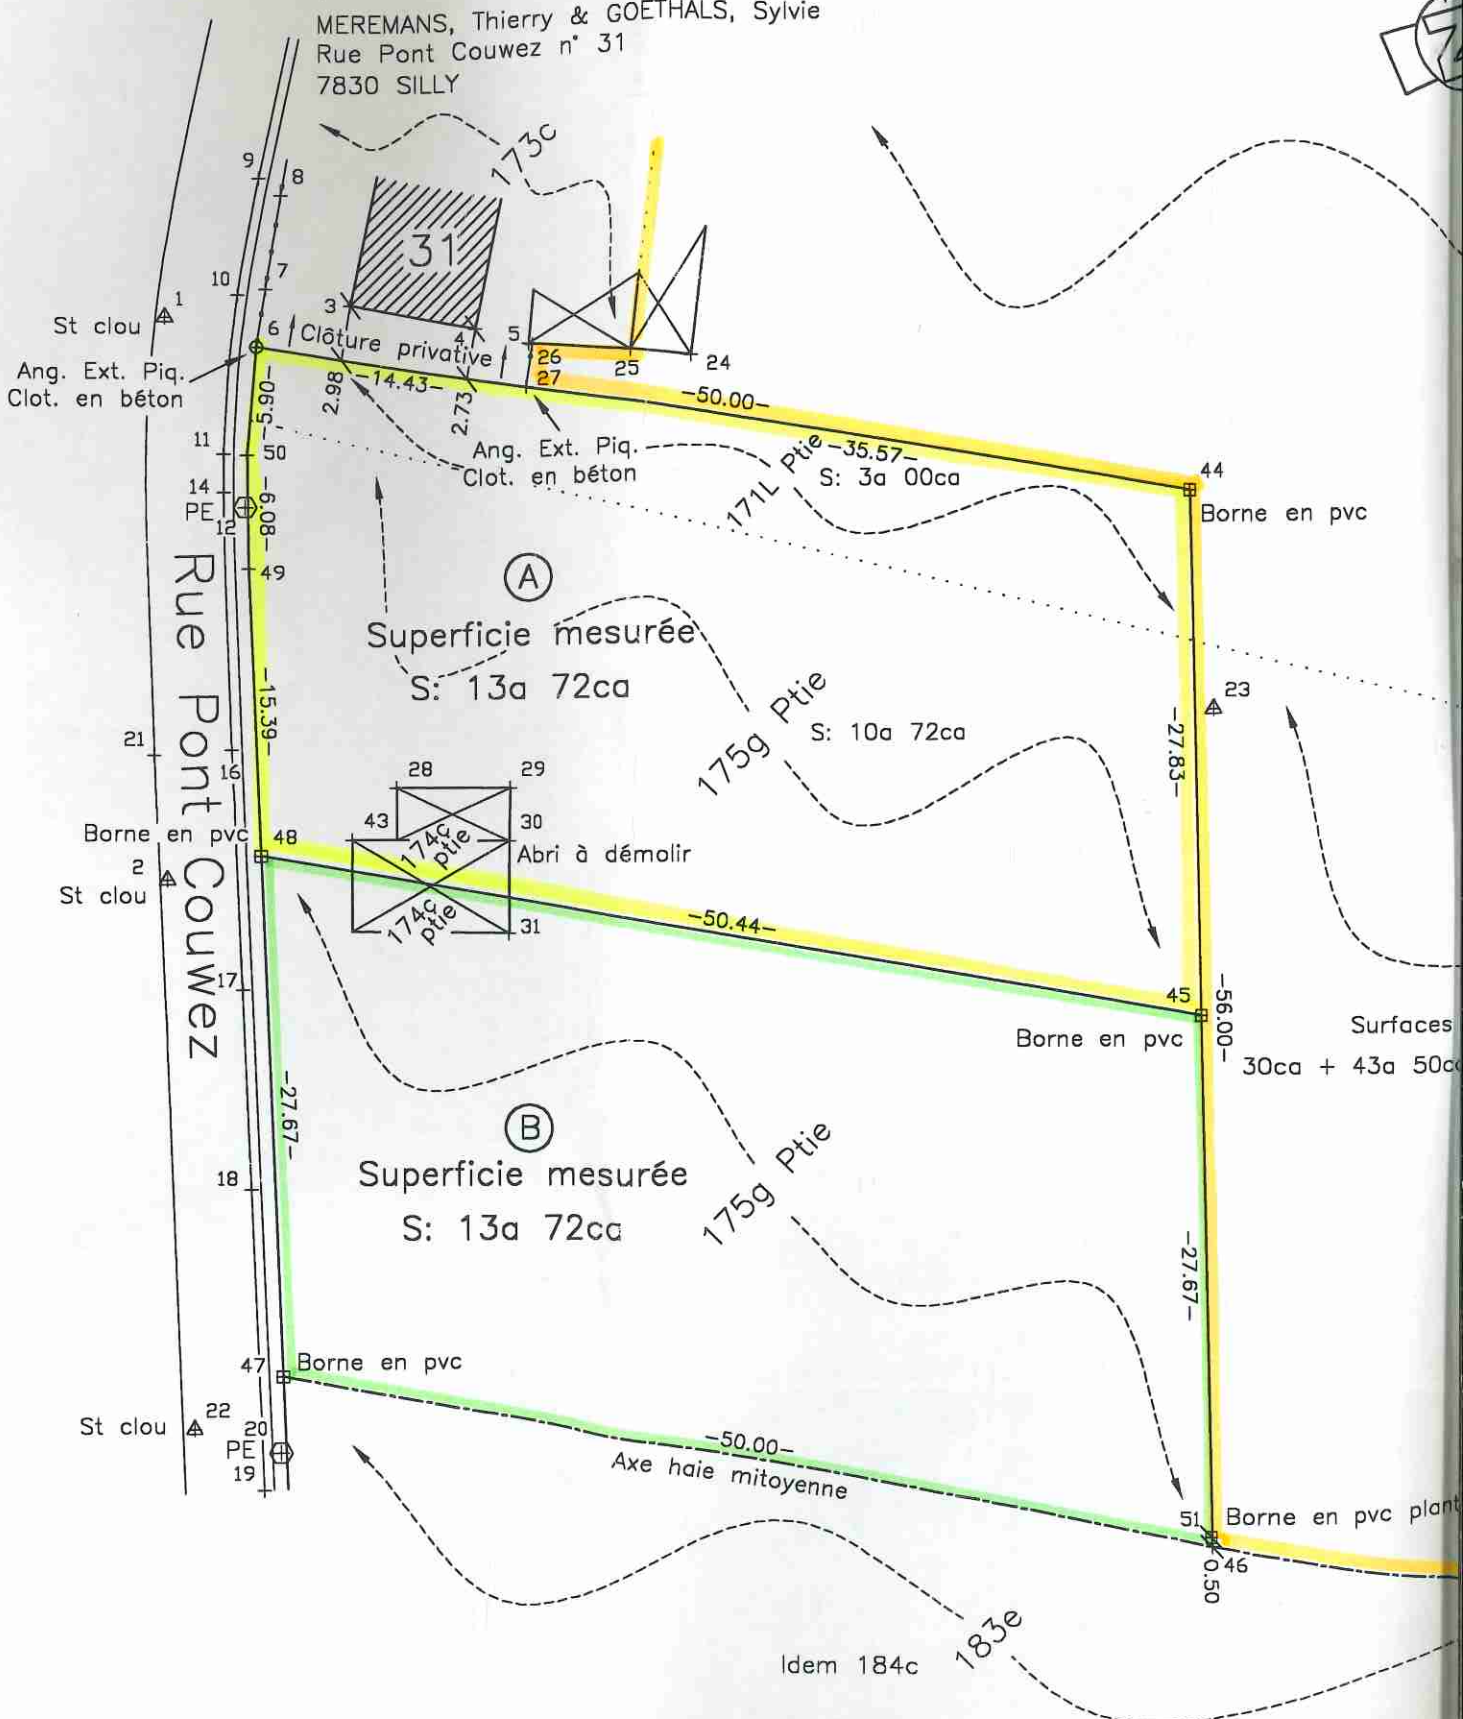 MEREMANS, Thierry & GOETHALS, Sylvie
Rue Pont Couwez n° 31
7830 SILLY
173c
9
8
31
7
10
3
1
St clou
6
Clôture privative
4
5
26
25
24
27
Ang. Ext. Piq.
Clot. en béton
-5.90-
2.98
-14.43-
2.73
-50.00-
Ang. Ext. Piq.
Clot. en béton
171L Ptie
-35.57-
S: 3a 00ca
44
Borne en pvc
11
50
14
PE
12
-6.08-
49
Rue Pont Couwez
A
Superficie mesurée
S: 13a 72ca
-15.39-
175g Ptie
S: 10a 72ca
23
-27.83-
21
16
28
29
43
30
174c
ptie
Abri à démolir
Borne en pvc
48
2
St clou
174c
ptie
31
-50.44-
17
45
Borne en pvc
-56.00-
Surfaces
30ca + 43a 50c
-27.67-
B
Superficie mesurée
S: 13a 72ca
175g Ptie
18
-27.67-
47
Borne en pvc
22
St clou
20
PE
19
-50.00-
Axe haie mitoyenne
51
Borne en pvc plant
46
0.50
183e
Idem 184c